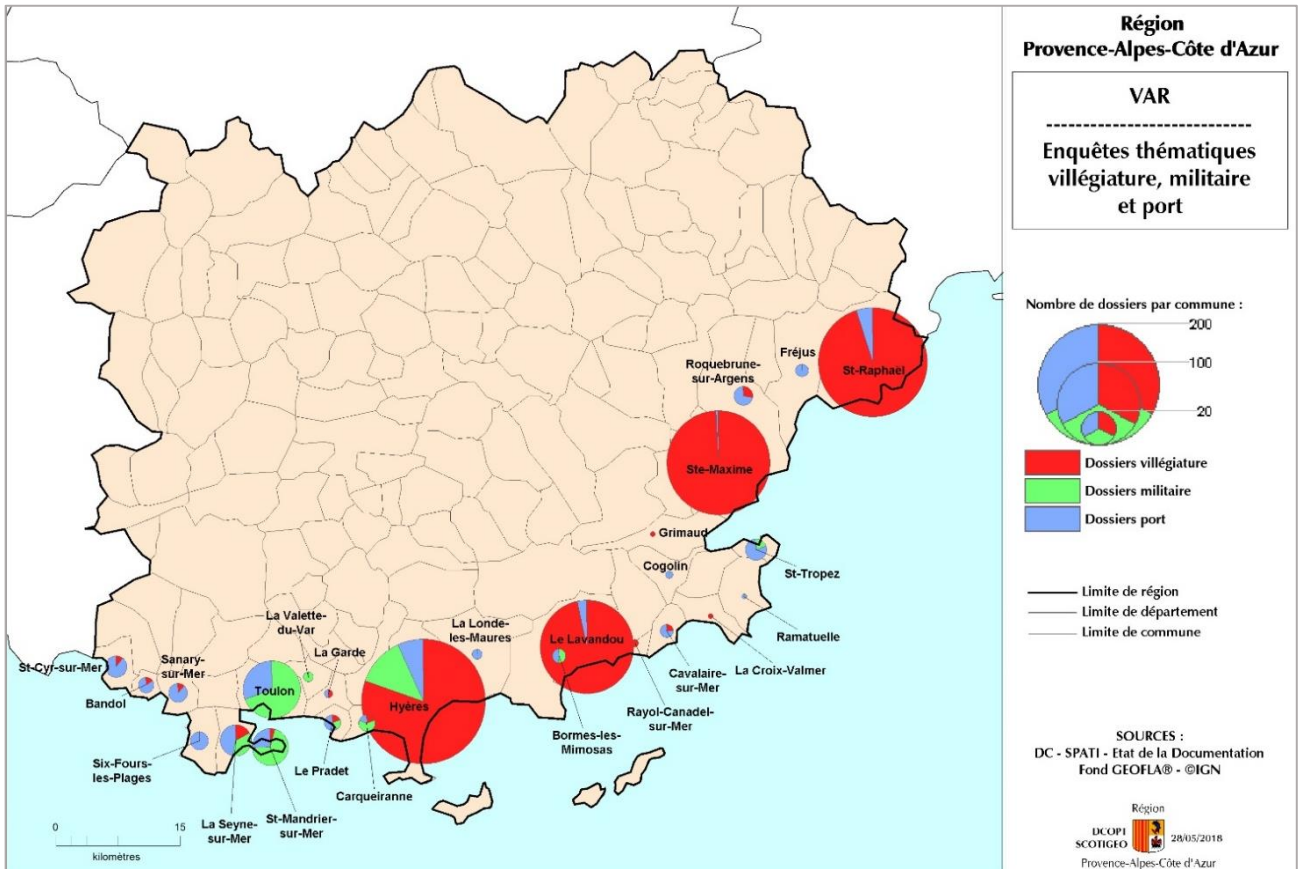 Région
Provence-Alpes-Côte d'Azur
VAR
---------------------------
Enquêtes thématiques
villégiature, militaire
et port
Nombre de dossiers par commune :
200
100
20
Dossiers villégiature
Dossiers militaire
Dossiers port
Limite de région
Limite de département
Limite de commune
SOURCES :
DC - SPATI - Etat de la Documentation
Fond GEOFLA® - ©IGN
Région
DCOPI
SCOTIGEO
28/05/2018
Provence-Alpes-Côte d'Azur
St-Raphaël
Fréjus
Roquebrune-
sur-Argens
Ste-Maxime
Grimaud
Cogolin
St-Tropez
Ramatuelle
La Croix-Valmer
Cavalaire-
sur-Mer
Rayol-Canadel-
sur-Mer
Le Lavandou
Bormes-les-
Mimosas
La Londe-
les-Maures
Hyères
La Valette-
du-Var
La Garde
Toulon
Carqueiranne
Le Pradet
St-Mandrier-
sur-Mer
La Seyne-
sur-Mer
Six-Fours-
les-Plages
Sanary-
sur-Mer
Bandol
St-Cyr-sur-Mer
0
15
kilomètres